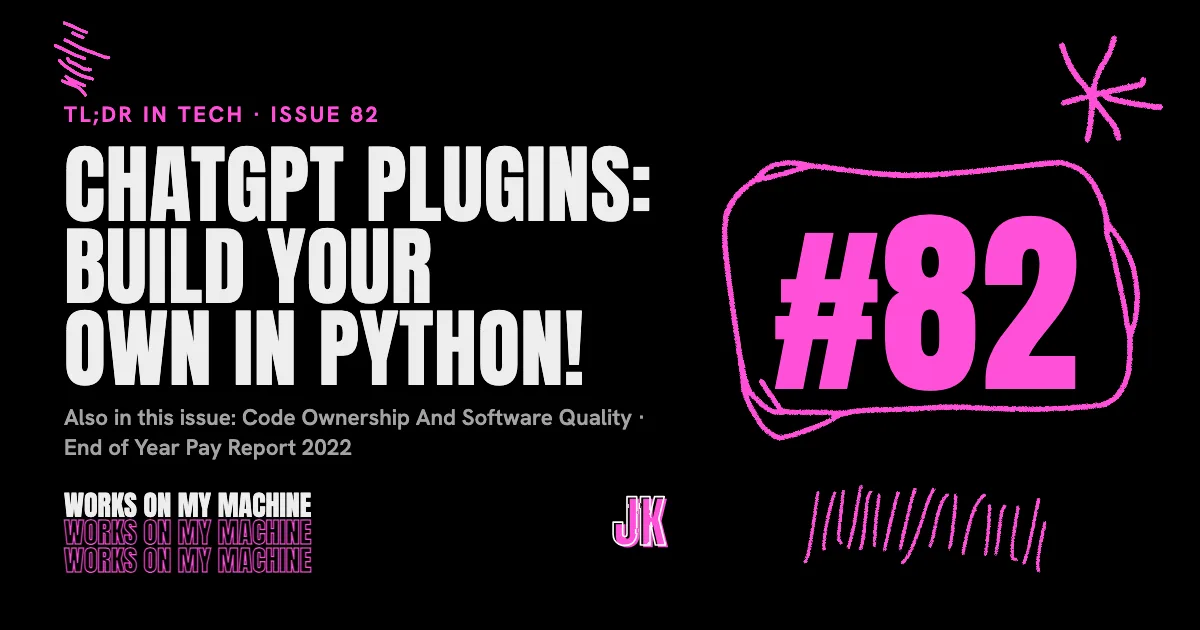 TL;DR IN TECH · ISSUE 82
CHATGPT PLUGINS:
BUILD YOUR
OWN IN PYTHON!
#82
Also in this issue: Code Ownership And Software Quality ·
End of Year Pay Report 2022
WORKS ON MY MACHINE
WORKS ON MY MACHINE
WORKS ON MY MACHINE
JK